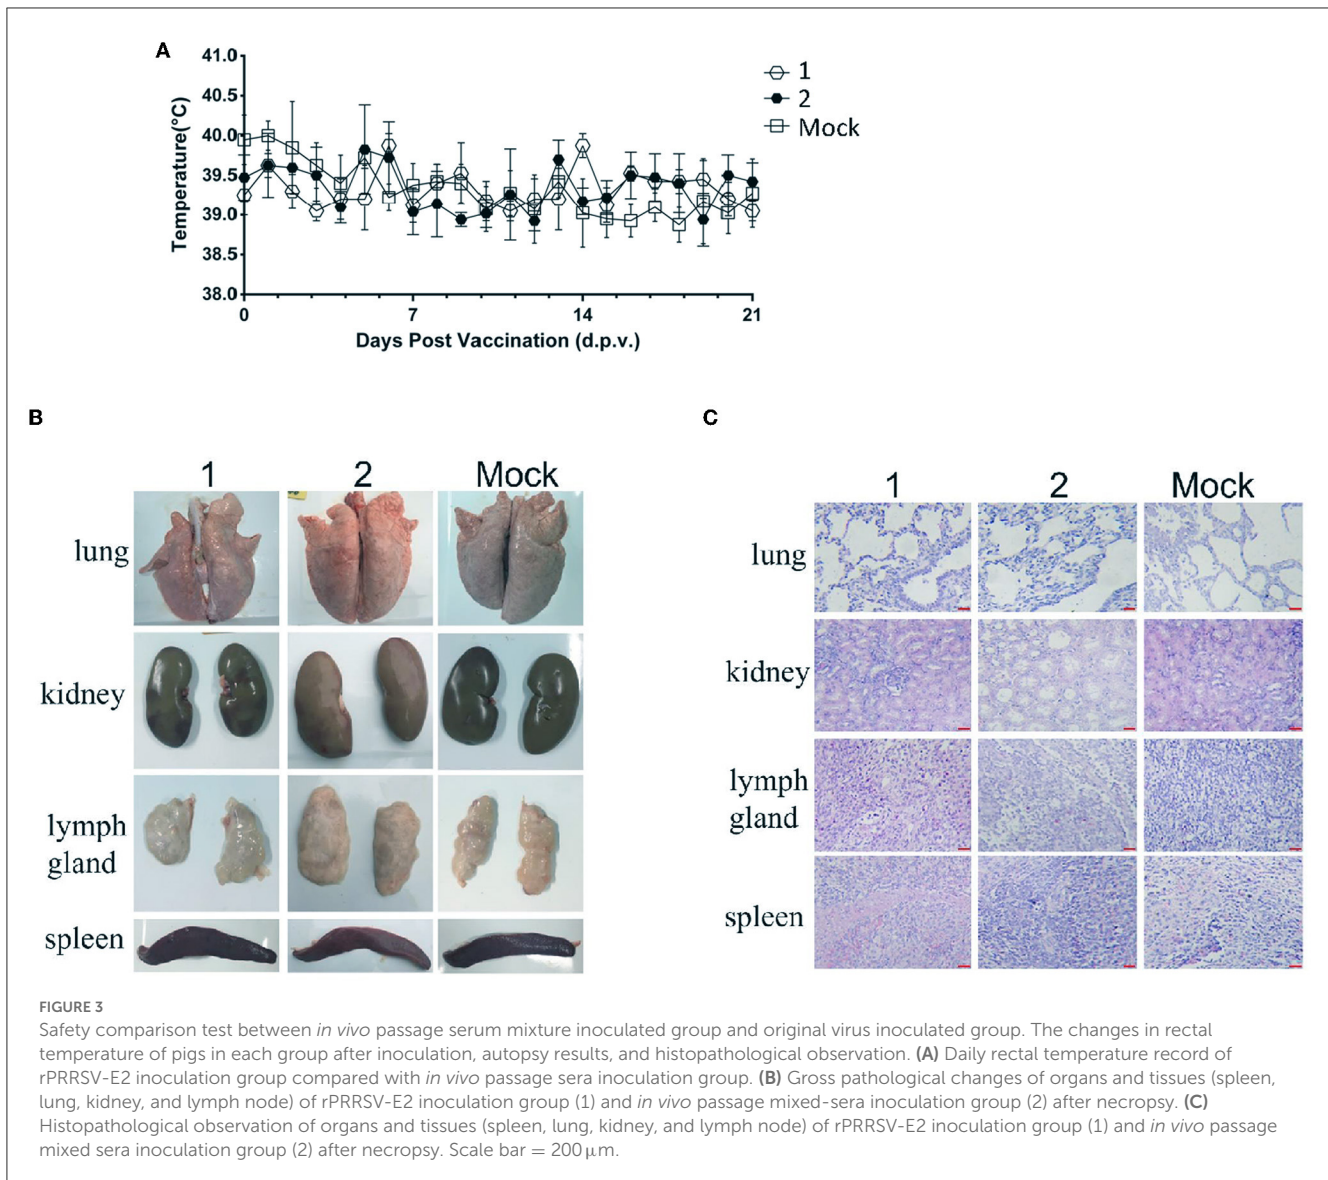 A
41.0
40.5
40.0
39.5
39.0
38.5
38.0
Temperature(°C)
0 7 14 21
Days Post Vaccination (d.p.v.)
1
2
Mock
B
1 2 Mock
lung
kidney
lymph
gland
spleen
C
1 2 Mock
lung
kidney
lymph
gland
spleen
FIGURE 3
Safety comparison test between in vivo passage serum mixture inoculated group and original virus inoculated group. The changes in rectal
temperature of pigs in each group after inoculation, autopsy results, and histopathological observation. (A) Daily rectal temperature record of
rPRRSV-E2 inoculation group compared with in vivo passage sera inoculation group. (B) Gross pathological changes of organs and tissues (spleen,
lung, kidney, and lymph node) of rPRRSV-E2 inoculation group (1) and in vivo passage mixed-sera inoculation group (2) after necropsy. (C)
Histopathological observation of organs and tissues (spleen, lung, kidney, and lymph node) of rPRRSV-E2 inoculation group (1) and in vivo passage
mixed sera inoculation group (2) after necropsy. Scale bar = 200 μm.